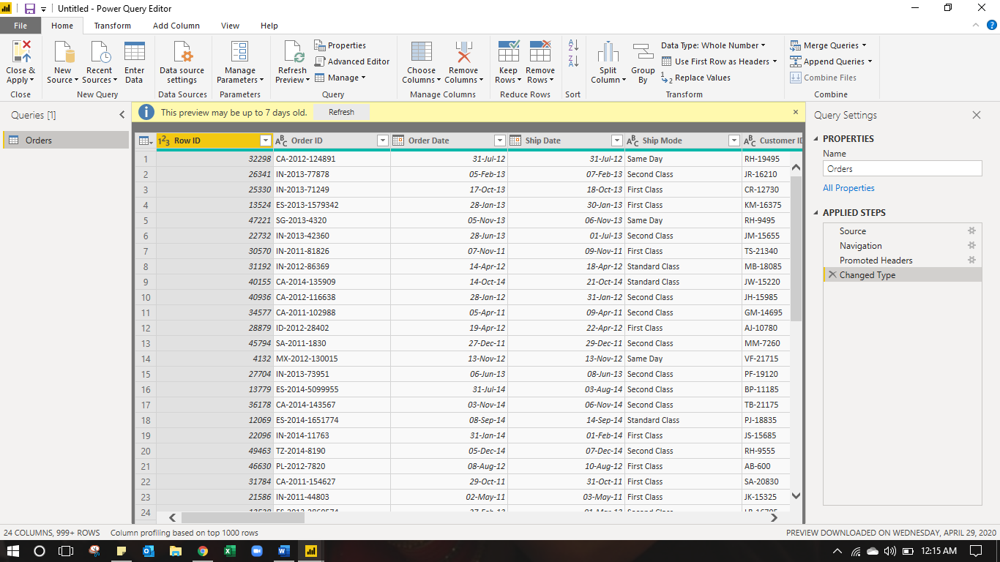 Untitled - Power Query Editor
File Home Transform Add Column View Help
Close & Apply New Source Recent Sources Enter Data Data source settings Manage Parameters Refresh Preview Properties Advanced Editor Manage Choose Columns Remove Columns Keep Rows Remove Rows Split Column Group By Data Type: Whole Number Use First Row as Headers Replace Values Merge Queries Append Queries Combine Files
Close New Query Data Sources Parameters Query Manage Columns Reduce Rows Sort Transform Combine
Queries [1]
Orders
This preview may be up to 7 days old. Refresh
Row ID Order ID Order Date Ship Date Ship Mode Customer ID
1 32298 CA-2012-124891 31-Jul-12 31-Jul-12 Same Day RH-19495
2 26341 IN-2013-77878 05-Feb-13 07-Feb-13 Second Class JR-16210
3 25330 IN-2013-71249 17-Oct-13 18-Oct-13 First Class CR-12730
4 13524 ES-2013-1579342 28-Jan-13 30-Jan-13 First Class KM-16375
5 47221 SG-2013-4320 05-Nov-13 06-Nov-13 Same Day RH-9495
6 22732 IN-2013-42360 28-Jun-13 01-Jul-13 Second Class JM-15655
7 30570 IN-2011-81826 07-Nov-11 09-Nov-11 First Class TS-21340
8 31192 IN-2012-86369 14-Apr-12 18-Apr-12 Standard Class MB-18085
9 40155 CA-2014-135909 14-Oct-14 21-Oct-14 Standard Class JW-15220
10 40936 CA-2012-116638 28-Jan-12 31-Jan-12 Second Class JH-15985
11 34577 CA-2011-102988 05-Apr-11 09-Apr-11 Second Class GM-14695
12 28879 ID-2012-28402 19-Apr-12 22-Apr-12 First Class AJ-10780
13 45794 SA-2011-1830 27-Dec-11 29-Dec-11 Second Class MM-7260
14 4132 MX-2012-130015 13-Nov-12 13-Nov-12 Same Day VF-21715
15 27704 IN-2013-73951 06-Jun-13 08-Jun-13 Second Class PF-19120
16 13779 ES-2014-5099955 31-Jul-14 03-Aug-14 Second Class BP-11185
17 36178 CA-2014-143567 03-Nov-14 06-Nov-14 Second Class TB-21175
18 12069 ES-2014-1651774 08-Sep-14 14-Sep-14 Standard Class PJ-18835
19 22096 IN-2014-11763 31-Jan-14 01-Feb-14 First Class JS-15685
20 49463 TZ-2014-8190 05-Dec-14 07-Dec-14 Second Class RH-9555
21 46630 PL-2012-7820 08-Aug-12 10-Aug-12 First Class AB-600
22 31784 CA-2011-154627 29-Oct-11 31-Oct-11 First Class SA-20830
23 21586 IN-2011-44803 02-May-11 03-May-11 First Class JK-15325
24
Query Settings
PROPERTIES
Name
Orders
All Properties
APPLIED STEPS
Source
Navigation
Promoted Headers
Changed Type
24 COLUMNS, 999+ ROWS Column profiling based on top 1000 rows PREVIEW DOWNLOADED ON WEDNESDAY, APRIL 29, 2020
12:15 AM